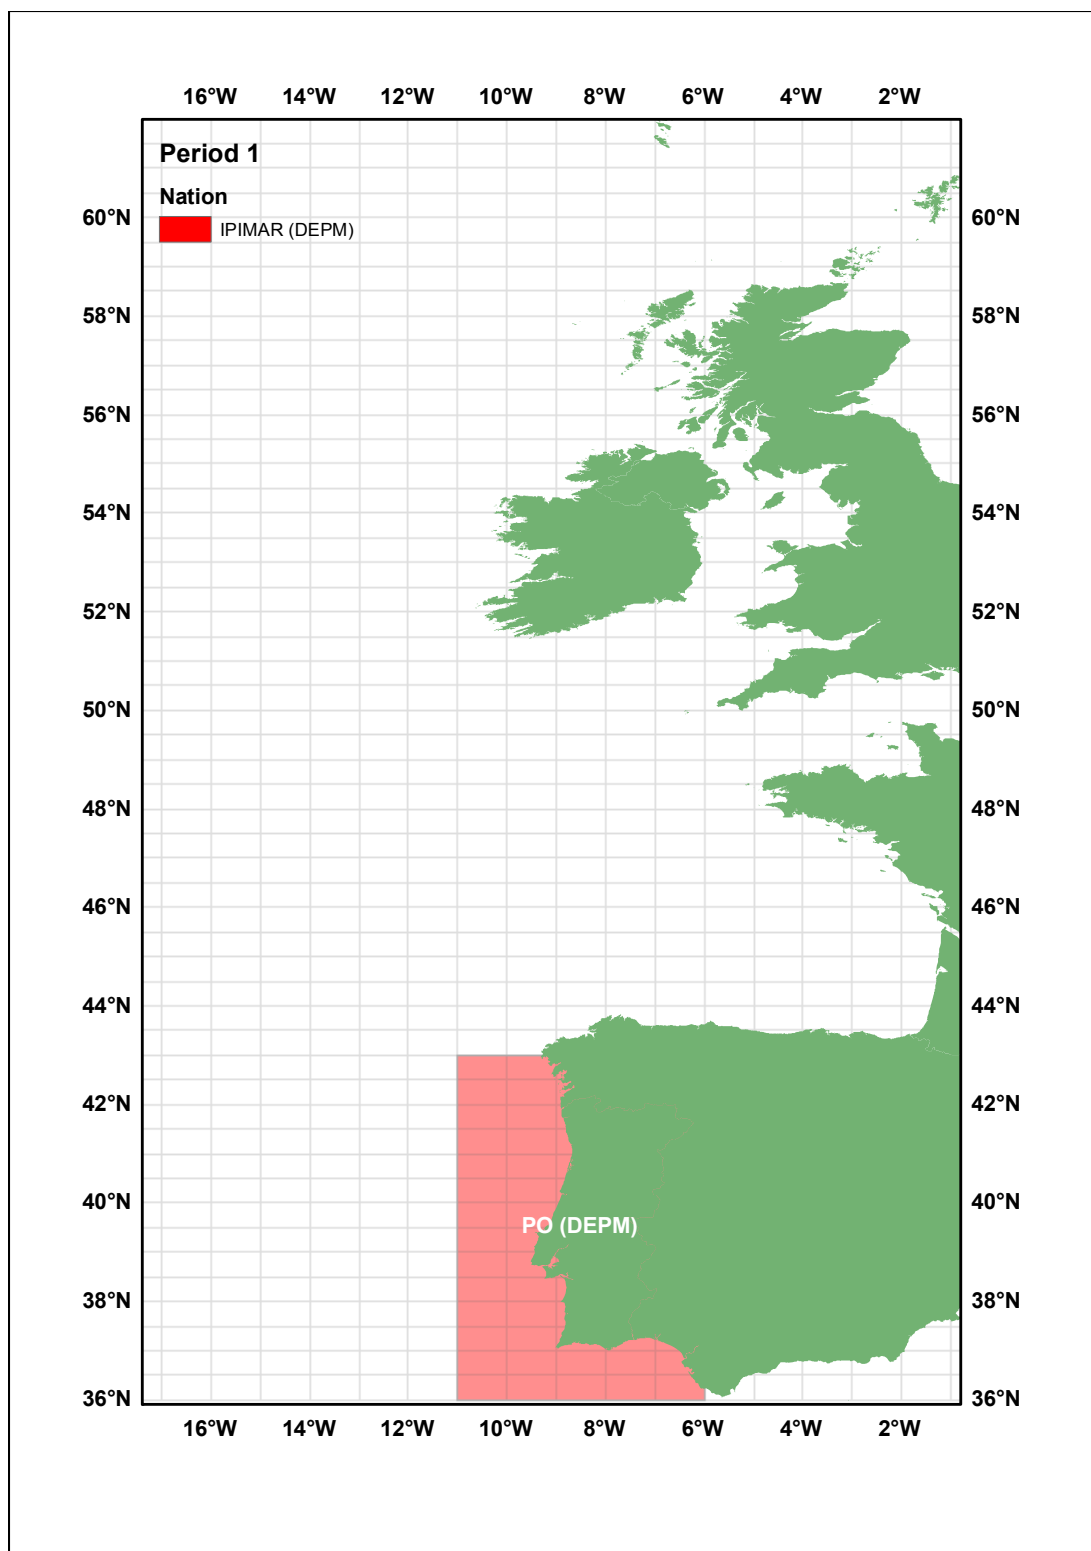 16°W 14°W 12°W 10°W 8°W 6°W 4°W 2°W
Period 1
Nation
IPIMAR (DEPM)
60°N 60°N
58°N 58°N
56°N 56°N
54°N 54°N
52°N 52°N
50°N 50°N
48°N 48°N
46°N 46°N
44°N 44°N
42°N 42°N
40°N 40°N
PO (DEPM)
38°N 38°N
36°N 36°N
16°W 14°W 12°W 10°W 8°W 6°W 4°W 2°W